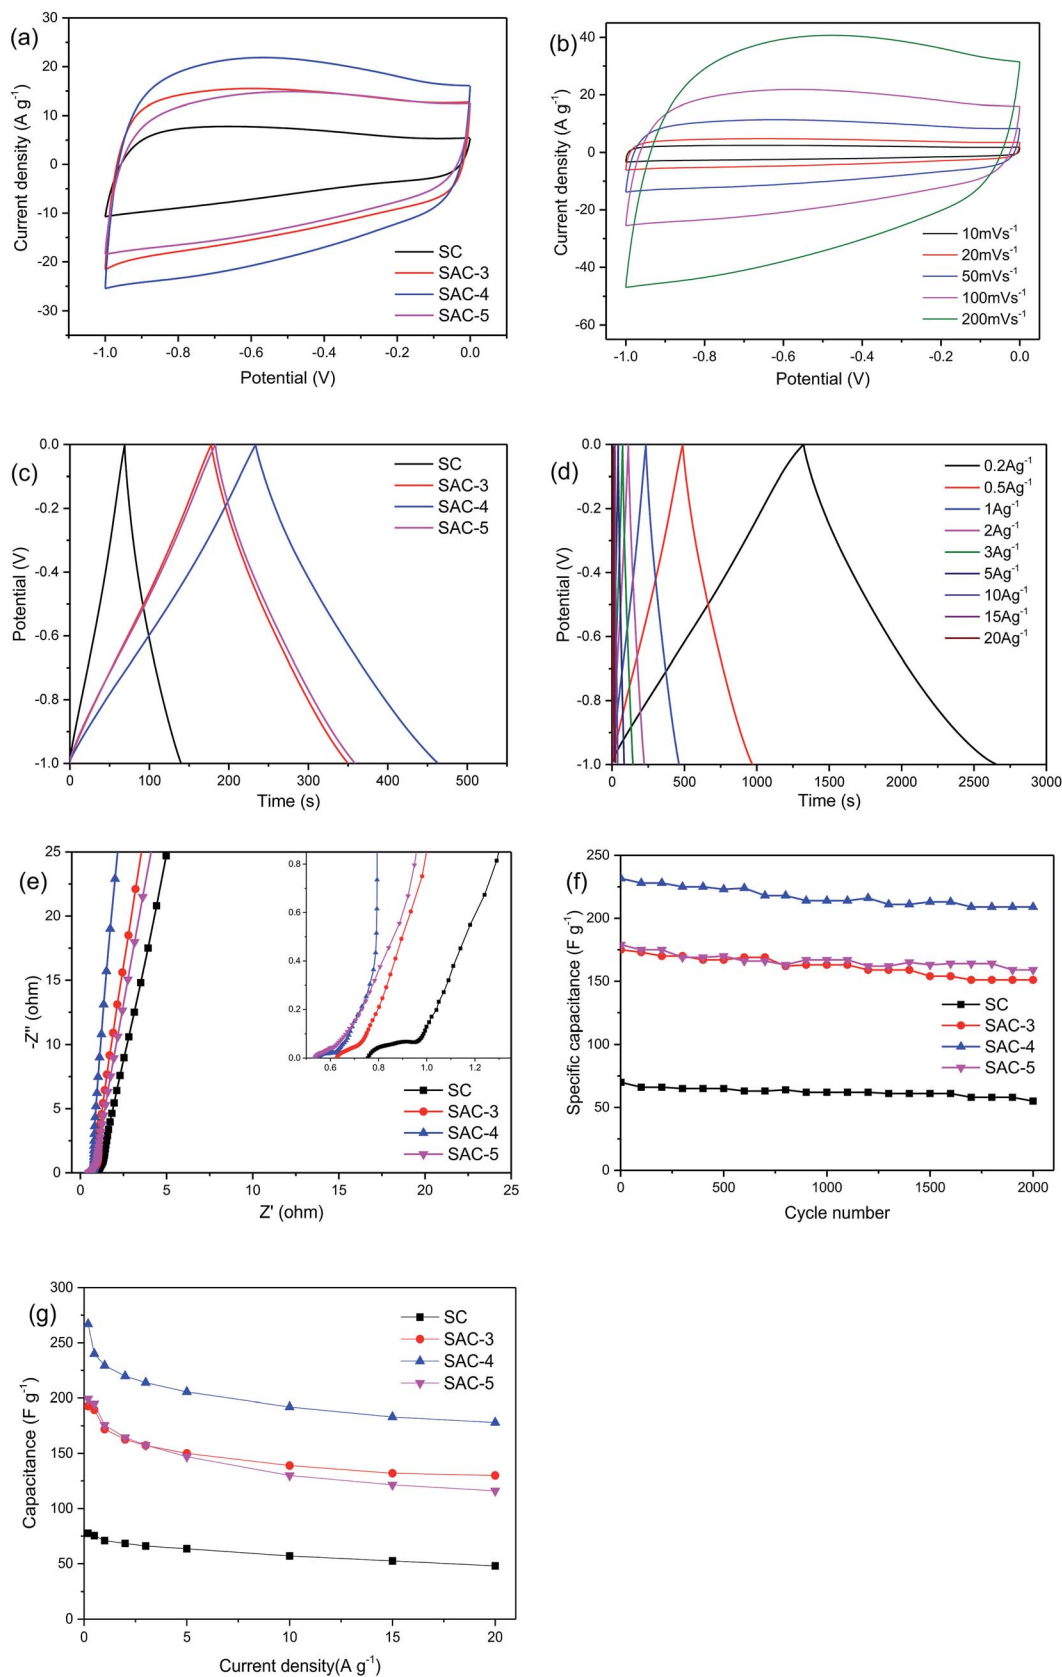 (a)
30
20
10
0
-10
-20
-30
Current density (A g⁻¹)
SC
SAC-3
SAC-4
SAC-5
-1.0 -0.8 -0.6 -0.4 -0.2 0.0
Potential (V)
(b)
40
20
0
-20
-40
-60
Current density (A g⁻¹)
10mVs⁻¹
20mVs⁻¹
50mVs⁻¹
100mVs⁻¹
200mVs⁻¹
-1.0 -0.8 -0.6 -0.4 -0.2 0.0
Potential (V)
(c)
0.0
-0.2
-0.4
-0.6
-0.8
-1.0
Potential (V)
SC
SAC-3
SAC-4
SAC-5
0 100 200 300 400 500
Time (s)
(d)
0.0
-0.2
-0.4
-0.6
-0.8
-1.0
Potential (V)
0.2Ag⁻¹
0.5Ag⁻¹
1Ag⁻¹
2Ag⁻¹
3Ag⁻¹
5Ag⁻¹
10Ag⁻¹
15Ag⁻¹
20Ag⁻¹
0 500 1000 1500 2000 2500 3000
Time (s)
(e)
25
20
15
10
5
0
-Z'' (ohm)
0.8
0.6
0.4
0.2
0.0
0.6 0.8 1.0 1.2
SC
SAC-3
SAC-4
SAC-5
0 5 10 15 20 25
Z' (ohm)
(f)
250
200
150
100
50
0
Specific capacitance (F g⁻¹)
SC
SAC-3
SAC-4
SAC-5
0 500 1000 1500 2000
Cycle number
(g)
300
250
200
150
100
50
0
Capacitance (F g⁻¹)
SC
SAC-3
SAC-4
SAC-5
0 5 10 15 20
Current density(A g⁻¹)